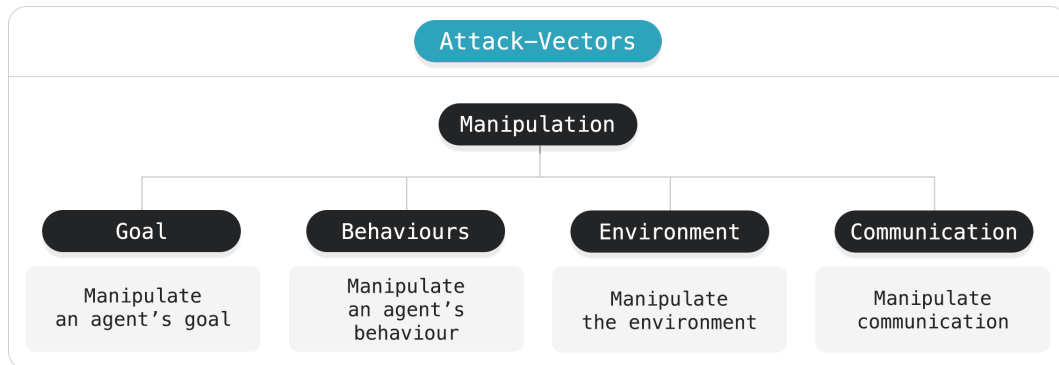 Attack–Vectors
Manipulation
Goal
Behaviours
Environment
Communication
Manipulate
an agent’s goal
Manipulate
an agent’s
behaviour
Manipulate
the environment
Manipulate
communication